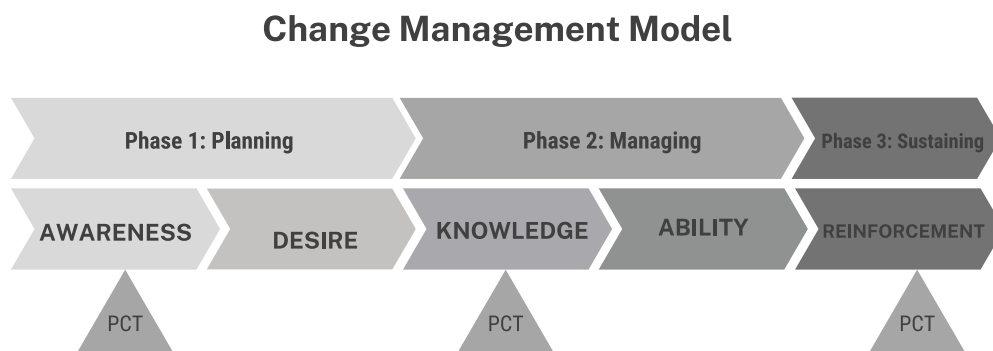 Change Management Model
Phase 1: Planning
Phase 2: Managing
Phase 3: Sustaining
AWARENESS
DESIRE
KNOWLEDGE
ABILITY
REINFORCEMENT
PCT
PCT
PCT